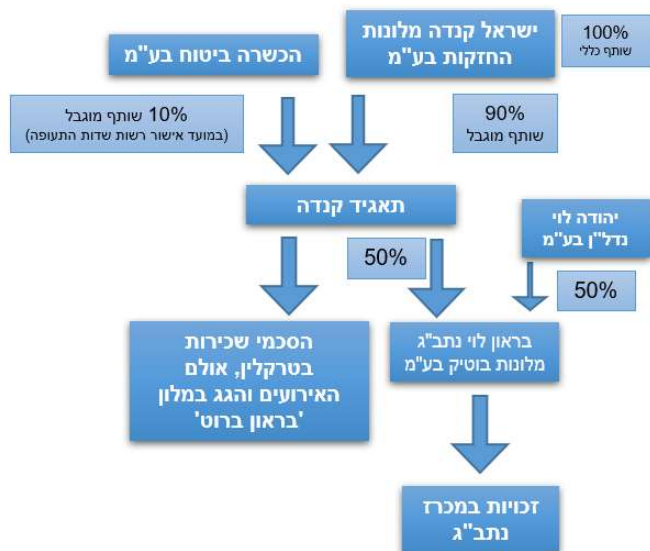 ישראל קנדה מלונות
החזקות בע"מ
100%
שותף כללי
הכשרה ביטוח בע"מ
90%
שותף מוגבל
10% שותף מוגבל
(במועד אישור רשות שדות התעופה)
תאגיד קנדה
יהודה לוי
נדל"ן בע"מ
50%
50%
בראון לוי נתב"ג
מלונות בוטיק בע"מ
הסכמי שכירות
בטרקלין, אולם
האירועים והגג במלון
'בראון ברוט'
זכויות במכרז
נתב"ג